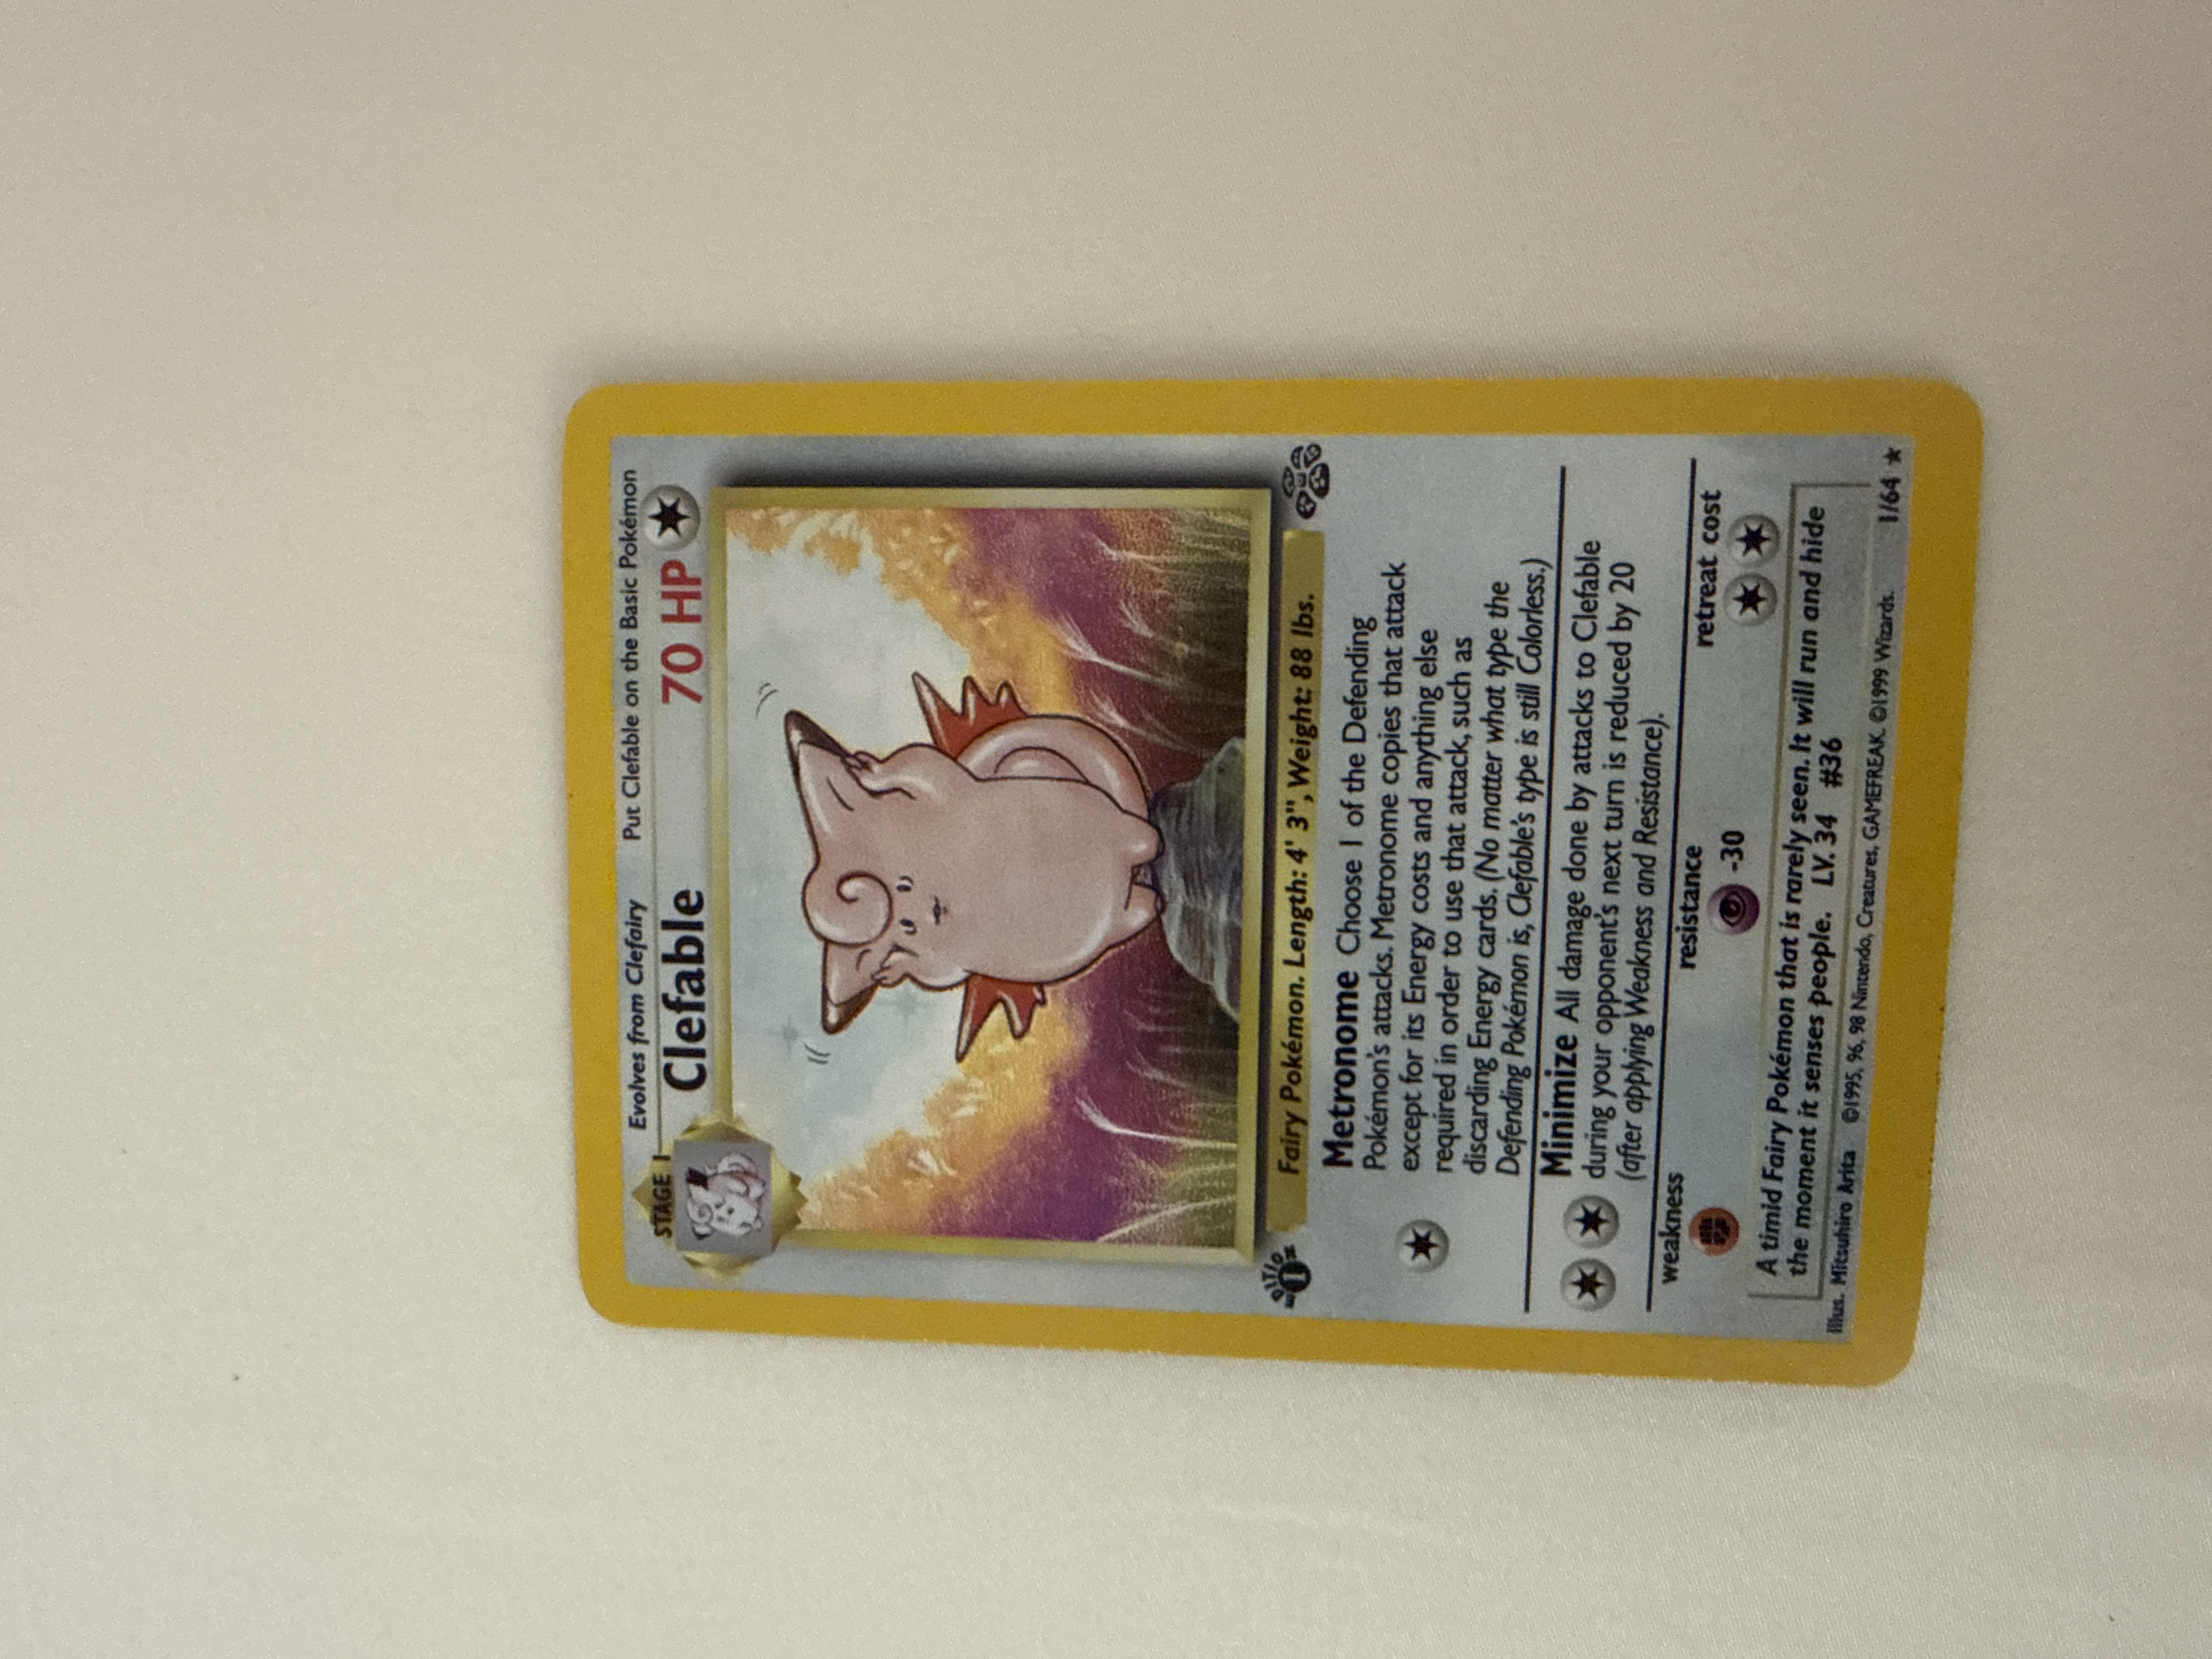 Evolves from Clefairy Put Clefable on the Basic Pokémon
STAGE 1
Clefable 70 HP
EDITION
1
Fairy Pokémon. Length: 4' 3", Weight: 88 lbs.
Metronome Choose 1 of the Defending
Pokémon's attacks. Metronome copies that attack
except for its Energy costs and anything else
required in order to use that attack, such as
discarding Energy cards. (No matter what type the
Defending Pokémon is, Clefable's type is still Colorless.)
Minimize All damage done by attacks to Clefable
during your opponent's next turn is reduced by 20
(after applying Weakness and Resistance).
weakness resistance retreat cost
-30
A timid Fairy Pokémon that is rarely seen. It will run and hide
the moment it senses people. LV. 34 #36
Illus. Mitsuhiro Arita ©1995, 96, 98 Nintendo, Creatures, GAMEFREAK. ©1999 Wizards. 1/64 ★